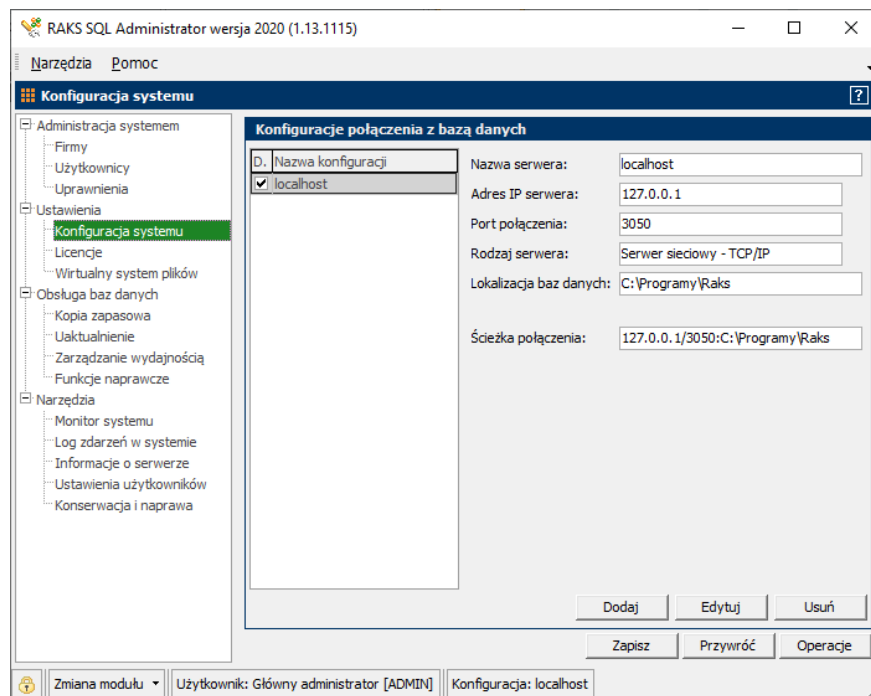 RAKS SQL Administrator wersja 2020 (1.13.1115)
Narzędzia Pomoc
Konfiguracja systemu ?
Administracja systemem
Firmy
Użytkownicy
Uprawnienia
Ustawienia
Konfiguracja systemu
Licencje
Wirtualny system plików
Obsługa baz danych
Kopia zapasowa
Uaktualnienie
Zarządzanie wydajnością
Funkcje naprawcze
Narzędzia
Monitor systemu
Log zdarzeń w systemie
Informacje o serwerze
Ustawienia użytkowników
Konserwacja i naprawa
Konfiguracje połączenia z bazą danych
D. Nazwa konfiguracji
localhost
Nazwa serwera: localhost
Adres IP serwera: 127.0.0.1
Port połączenia: 3050
Rodzaj serwera: Serwer sieciowy - TCP/IP
Lokalizacja baz danych: C:\Programy\Raks
Ścieżka połączenia: 127.0.0.1/3050:C:\Programy\Raks
Dodaj Edytuj Usuń
Zapisz Przywróć Operacje
Zmiana modułu Użytkownik: Główny administrator [ADMIN] Konfiguracja: localhost